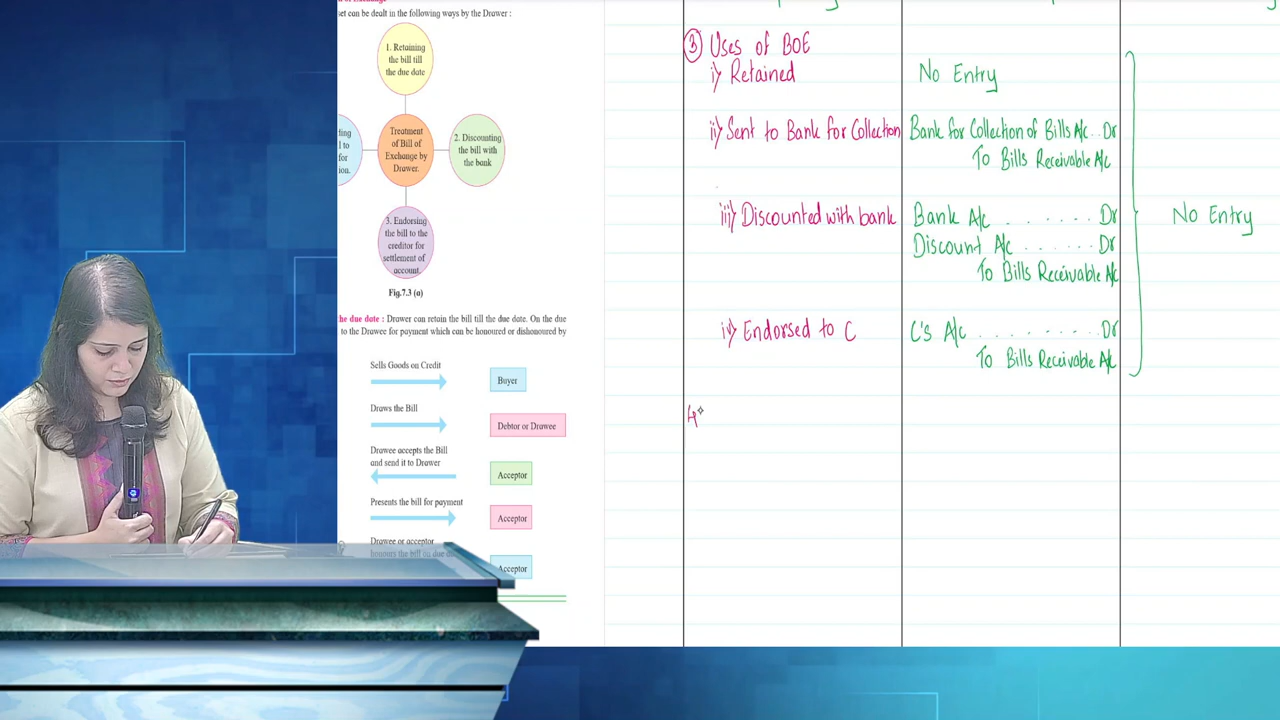 of Exchange
set can be dealt in the following ways by the Drawer :
1. Retaining
the bill till
the due date
Treatment
of Bill of
Exchange by
Drawer.
2. Discounting
the bill with
the bank
3. Endorsing
the bill to the
creditor for
settlement of
account.
Fig.7.3 (a)
he due date : Drawer can retain the bill till the due date. On the due
to the Drawee for payment which can be honoured or dishonoured by
Sells Goods on Credit
Buyer
Draws the Bill
Debtor or Drawee
Drawee accepts the Bill
and send it to Drawer
Acceptor
Presents the bill for payment
Acceptor
Drawee or acceptor
honours the bill on due
Acceptor
3 Uses of BOE
i) Retained
No Entry
ii) Sent to Bank for Collection
Bank for Collection of Bills A/c .. Dr
To Bills Receivable A/c
iii) Discounted with bank
Bank A/c . . . . . . . Dr
Discount A/c . . . . . . Dr
To Bills Receivable A/c
iv) Endorsed to C
C's A/c . . . . . . . . Dr
To Bills Receivable A/c
No Entry
4